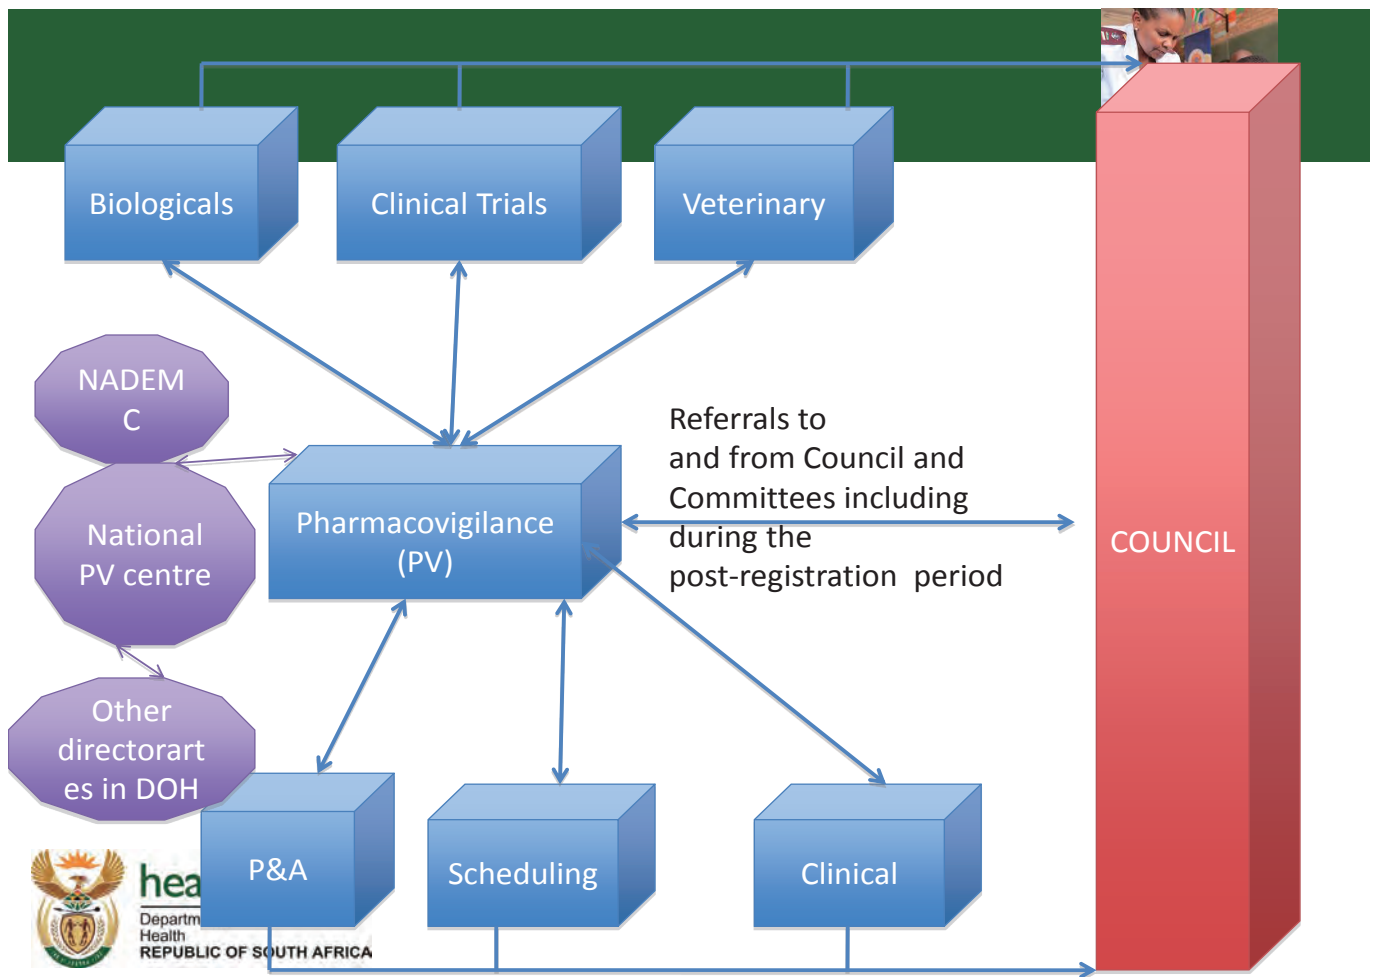 Biologicals
Clinical Trials
Veterinary
NADEM
C
National
PV centre
Other
directorart
es in DOH
Pharmacovigilance
(PV)
Referrals to
and from Council and
Committees including
during the
post-registration period
COUNCIL
P&A
Scheduling
Clinical
hea
Departm
Health
REPUBLIC OF SOUTH AFRICA